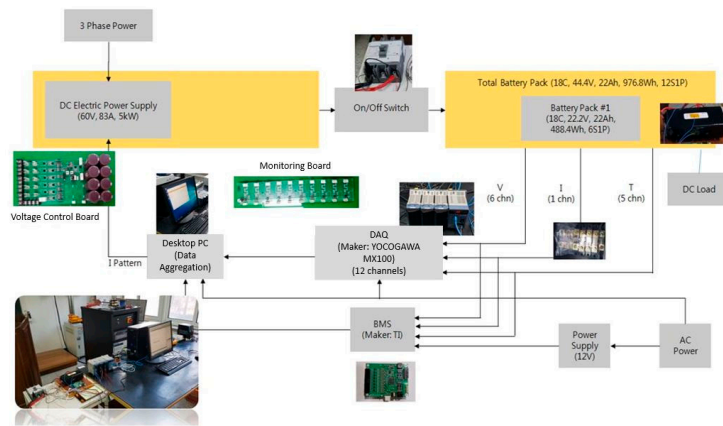 3 Phase Power
DC Electric Power Supply
(60V, 83A, 5kW)
On/Off Switch
Total Battery Pack (18C, 44.4V, 22Ah, 976.8Wh, 12S1P)
Battery Pack #1
(18C, 22.2V, 22Ah,
488.4Wh, 6S1P)
DC Load
Voltage Control Board
Monitoring Board
V
(6 chn)
I
(1 chn)
T
(5 chn)
I Pattern
Desktop PC
(Data
Aggregation)
DAQ
(Maker: YOCOGAWA
MX100)
(12 channels)
BMS
(Maker: TI)
Power
Supply
(12V)
AC
Power